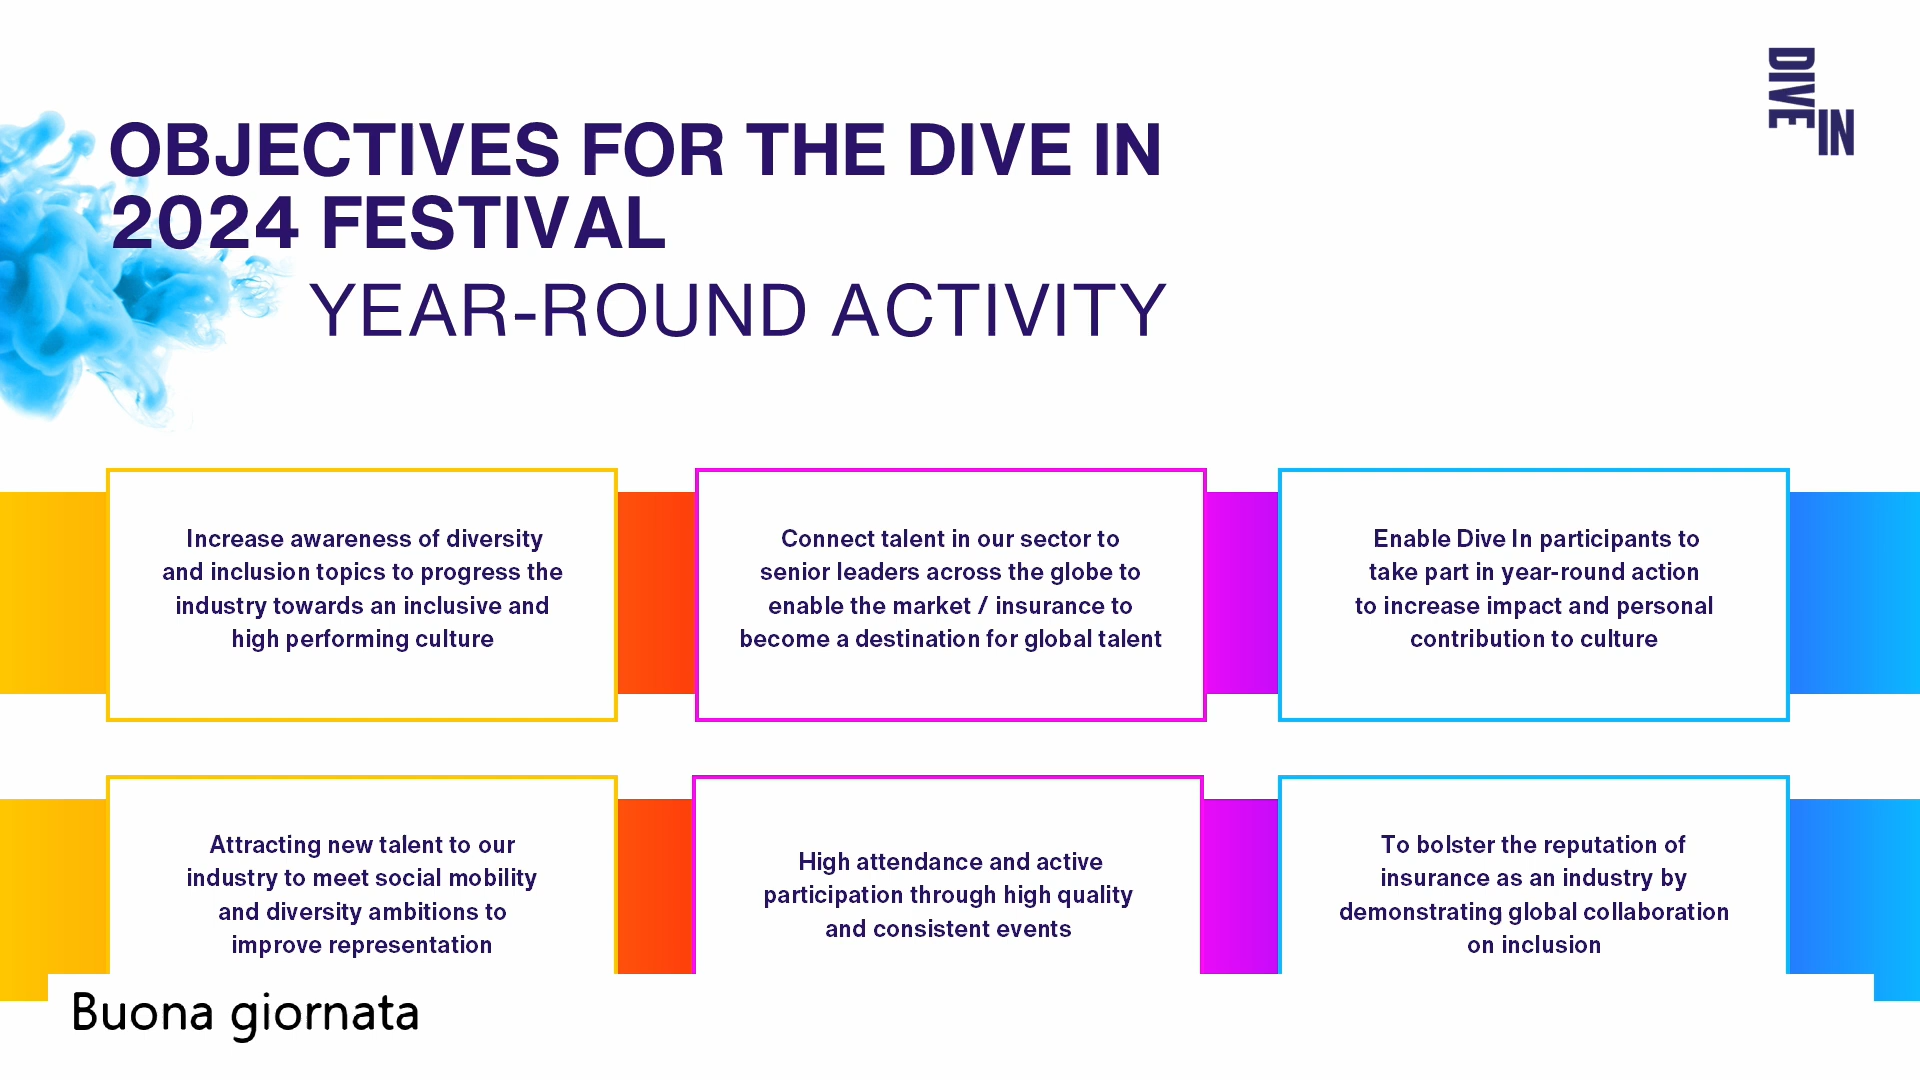 DIVE
IN
OBJECTIVES FOR THE DIVE IN
2024 FESTIVAL
YEAR-ROUND ACTIVITY
Increase awareness of diversity
and inclusion topics to progress the
industry towards an inclusive and
high performing culture
Connect talent in our sector to
senior leaders across the globe to
enable the market / insurance to
become a destination for global talent
Enable Dive In participants to
take part in year-round action
to increase impact and personal
contribution to culture
Attracting new talent to our
industry to meet social mobility
and diversity ambitions to
improve representation
High attendance and active
participation through high quality
and consistent events
To bolster the reputation of
insurance as an industry by
demonstrating global collaboration
on inclusion
Buona giornata